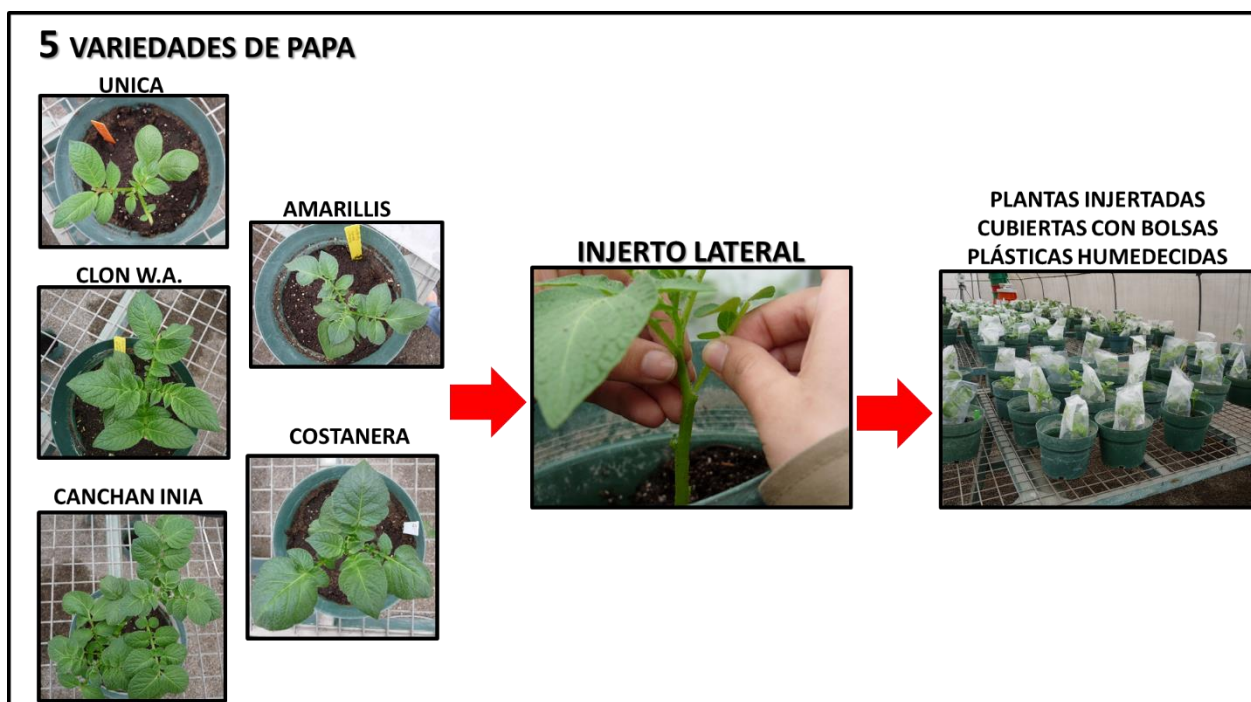 5 VARIEDADES DE PAPA
UNICA
AMARILLIS
CLON W.A.
COSTANERA
CANCHAN INIA
INJERTO LATERAL
PLANTAS INJERTADAS
CUBIERTAS CON BOLSAS
PLÁSTICAS HUMEDECIDAS